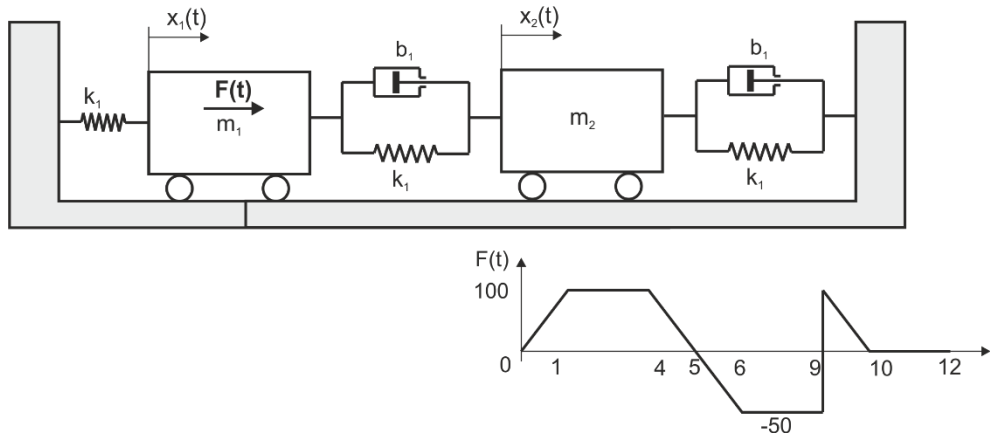 x₁(t)
x₂(t)
b₁
b₁
k₁
F(t)
m₁
m₂
k₁
k₁
F(t)
100
0 1 4 5 6 9 10 12
-50